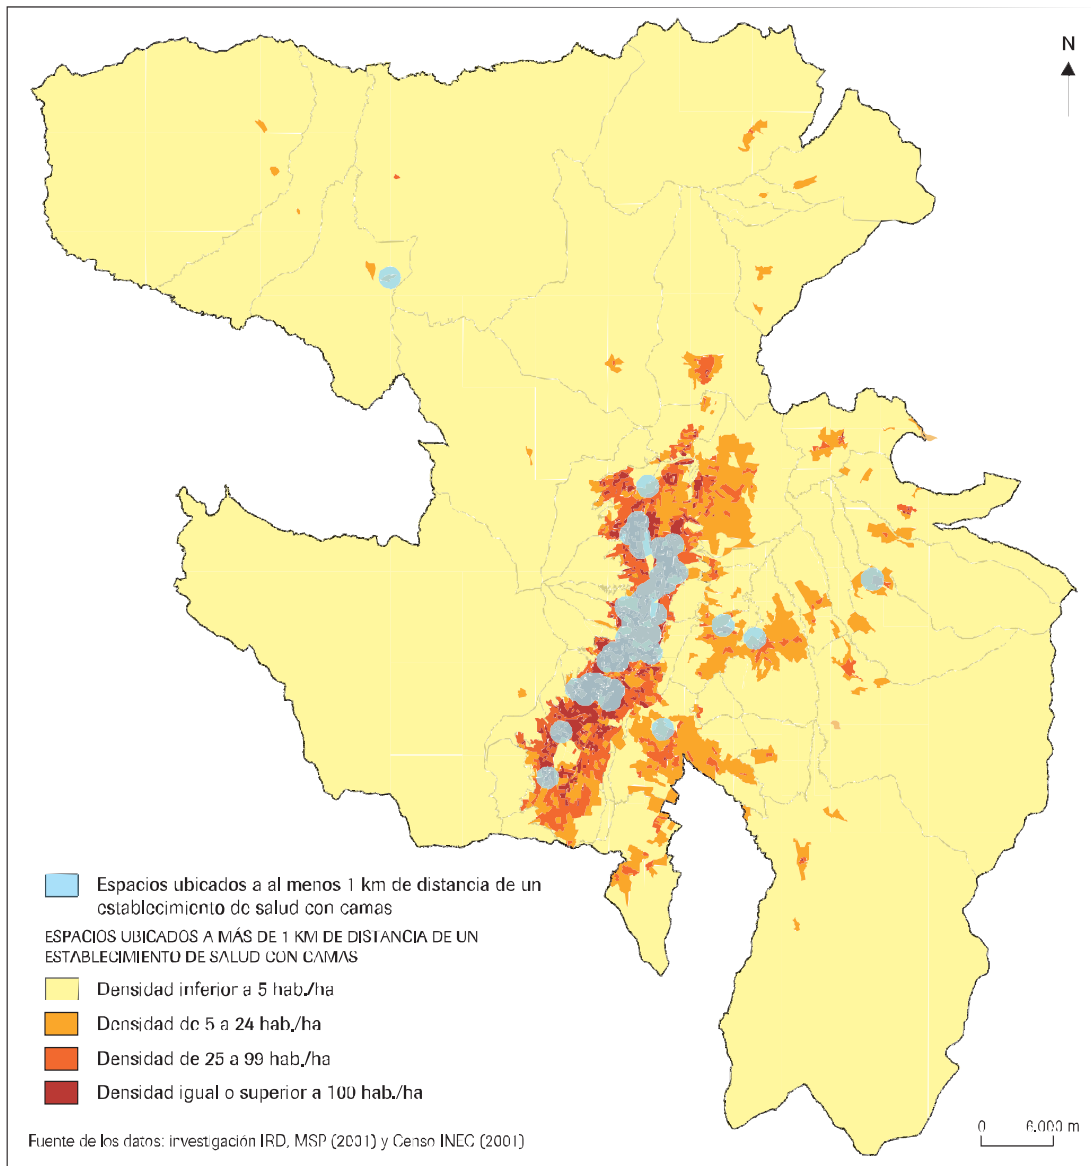 N
Espacios ubicados a al menos 1 km de distancia de un
establecimiento de salud con camas
ESPACIOS UBICADOS A MÁS DE 1 KM DE DISTANCIA DE UN
ESTABLECIMIENTO DE SALUD CON CAMAS
Densidad inferior a 5 hab./ha
Densidad de 5 a 24 hab./ha
Densidad de 25 a 99 hab./ha
Densidad igual o superior a 100 hab./ha
Fuente de los datos: investigación IRD, MSP (2001) y Censo INEC (2001)
0 6.000 m